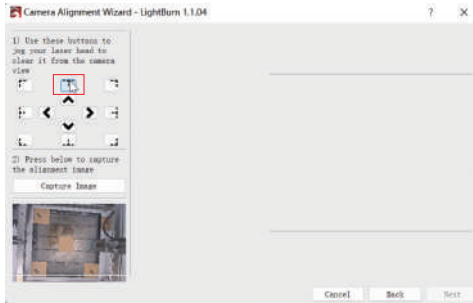 Camera Alignment Wizard - LightBurn 1.1.04
1) Use these buttons to
jog your laser head to
clear it from the camera
view
2) Press below to capture
the alignment image
Capture Image
Cancel
Back
Next